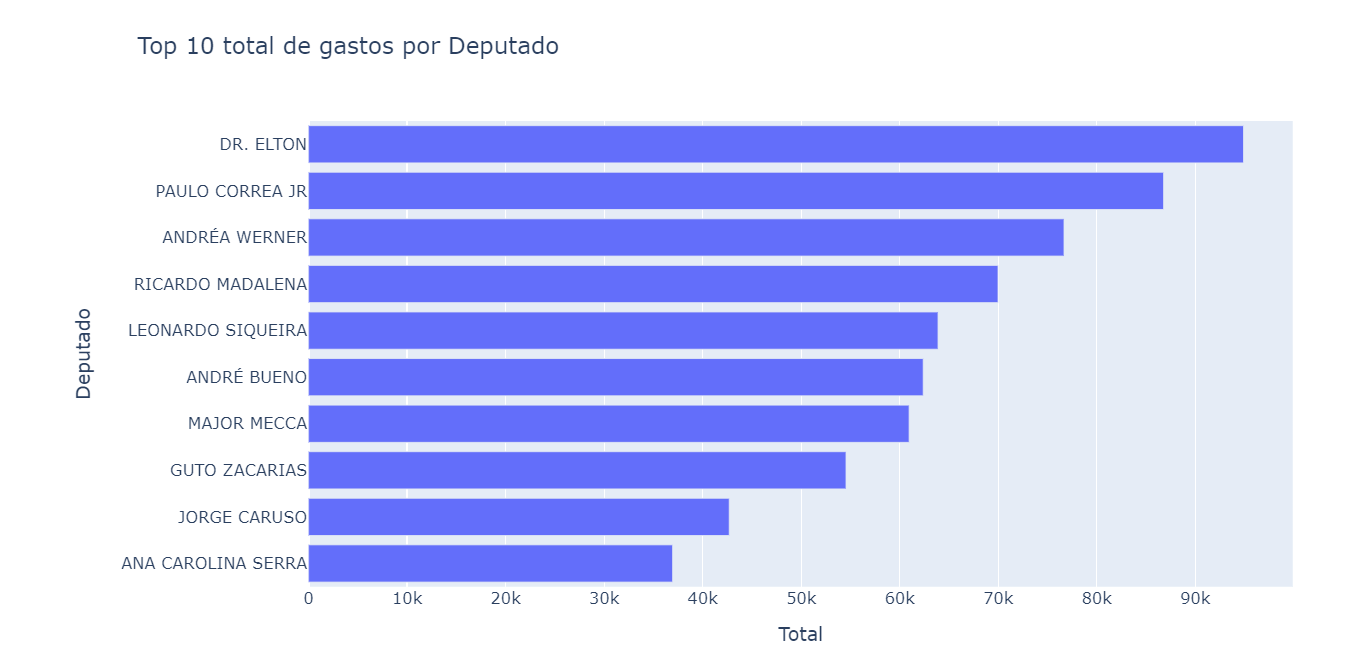 Top 10 total de gastos por Deputado
DR. ELTON
PAULO CORREA JR
ANDRÉA WERNER
RICARDO MADALENA
LEONARDO SIQUEIRA
ANDRÉ BUENO
MAJOR MECCA
GUTO ZACARIAS
JORGE CARUSO
ANA CAROLINA SERRA
Deputado
0 10k 20k 30k 40k 50k 60k 70k 80k 90k
Total